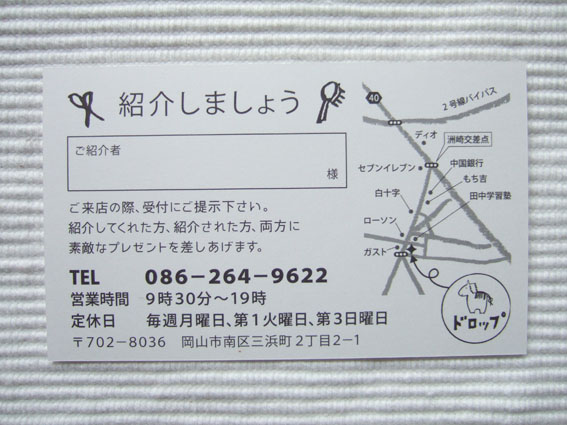 紹介しましょう
ご紹介者
様
ご来店の際、受付にご提示下さい。
紹介してくれた方、紹介された方、両方に
素敵なプレゼントを差しあげます。
TEL 086-264-9622
営業時間 9時30分～19時
定休日 毎週月曜日、第1火曜日、第3日曜日
〒702-8036 岡山市南区三浜町2丁目2-1
40
2号線バイパス
ディオ
洲崎交差点
セブンイレブン
中国銀行
もち吉
白十字
田中学習塾
ローソン
ガスト
ドロップ